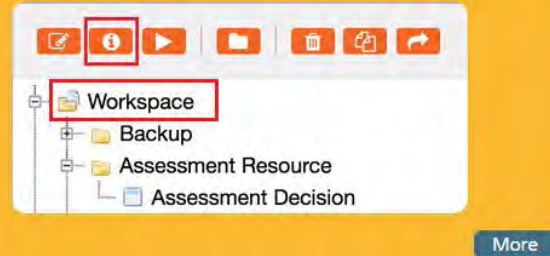 Workspace
Backup
Assessment Resource
Assessment Decision
More